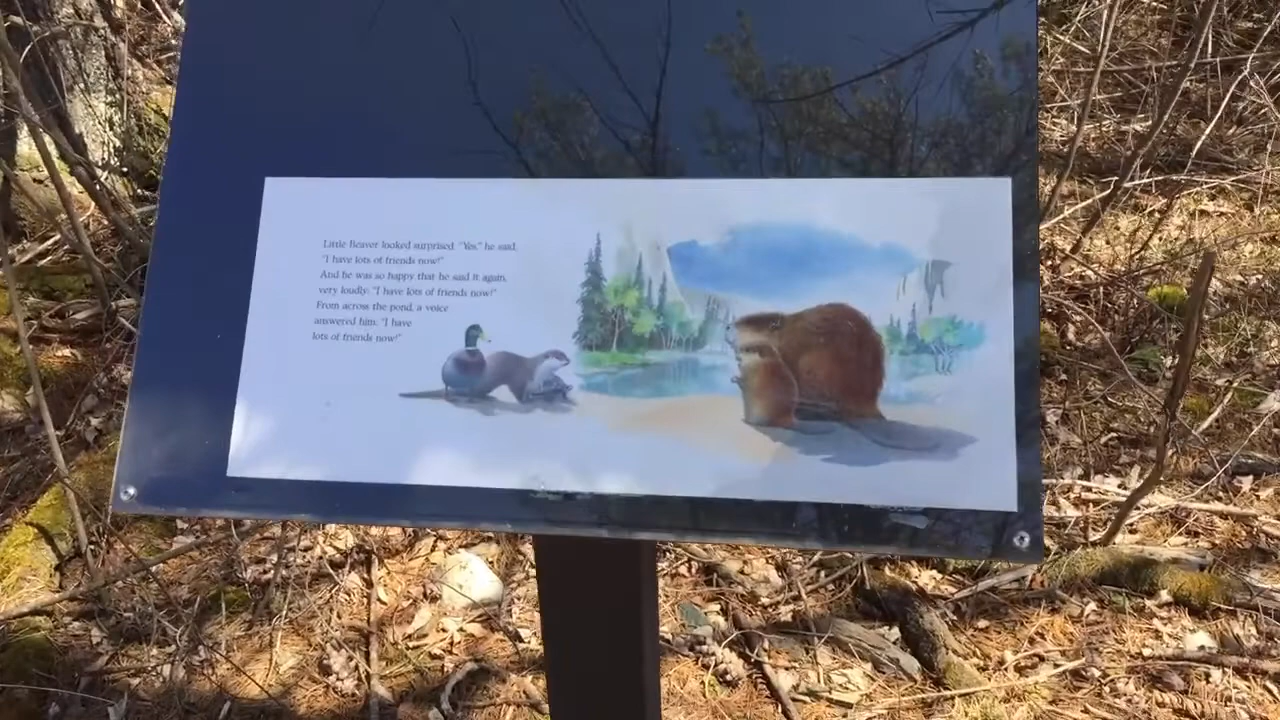 Little Beaver looked surprised. "Yes," he said,
"I have lots of friends now!"
And he was so happy that he said it again,
very loudly: "I have lots of friends now!"
From across the pond, a voice
answered him: "I have
lots of friends now!"